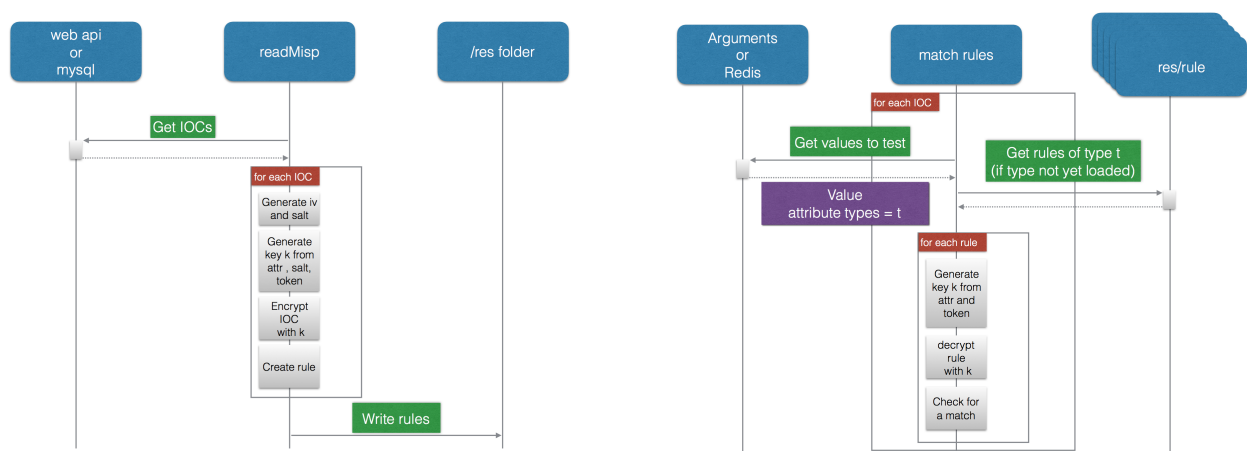 web api
or
mysql
readMisp
/res folder
Get IOCs
for each IOC
Generate iv
and salt
Generate
key k from
attr , salt,
token
Encrypt
IOC
with k
Create rule
Write rules
Arguments
or
Redis
match rules
res/rule
for each IOC
Get values to test
Get rules of type t
(if type not yet loaded)
Value
attribute types = t
for each rule
Generate
key k from
attr and
token
decrypt
rule
with k
Check for
a match